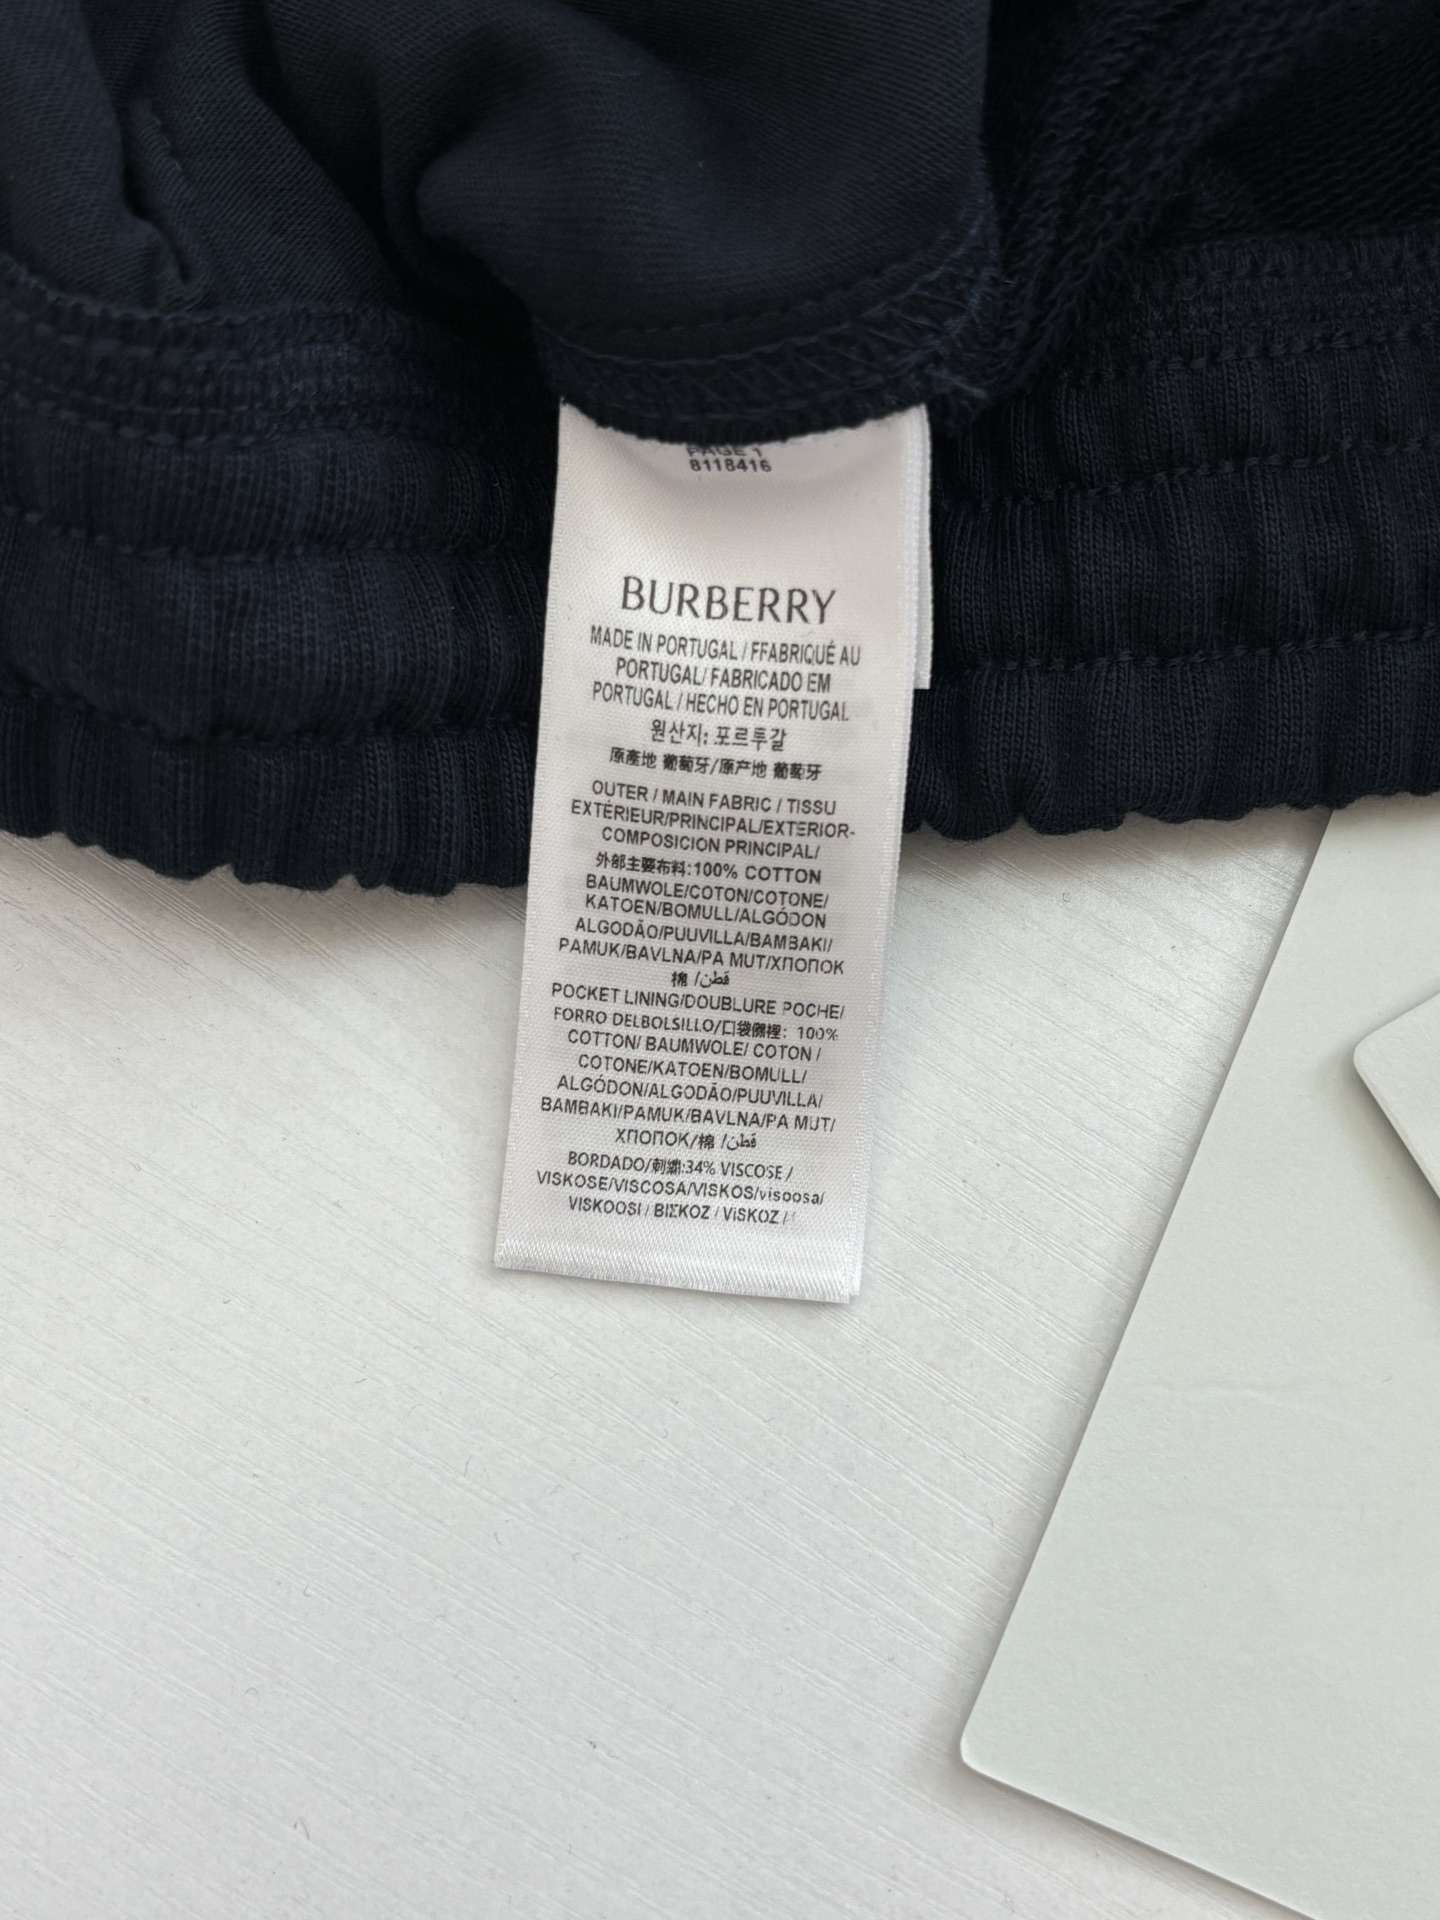 PAGE 1
8118416
BURBERRY
MADE IN PORTUGAL / FFABRIQUÉ AU
PORTUGAL/ FABRICADO EM
PORTUGAL / HECHO EN PORTUGAL
원산지: 포르투갈
原產地 葡萄牙/原产地 葡萄牙
OUTER / MAIN FABRIC / TISSU
EXTÉRIEUR/PRINCIPAL/EXTERIOR-
COMPOSICION PRINCIPAL/
外部主要布料:100% COTTON
BAUMWOLE/COTON/COTONE/
KATOEN/BOMULL/ALGÓDON
ALGODÃO/PUUVILLA/BAMBAKI/
PAMUK/BAVLNA/PA MUT/ХПОПОК
棉 /قطن
POCKET LINING/DOUBLURE POCHE/
FORRO DELBOLSILLO/口袋襯裡: 100%
COTTON/ BAUMWOLE/ COTON /
COTONE/KATOEN/BOMULL/
ALGÓDON/ALGODÃO/PUUVILLA/
BAMBAKI/PAMUK/BAVLNA/PA MUT/
ХПОПОК/棉 /قطن
BORDADO/刺繡:34% VISCOSE /
VISKOSE/VISCOSA/VISKOS/visoosa/
VISKOOSI / ΒΙΣΚΟΖ / ViSKOZ /